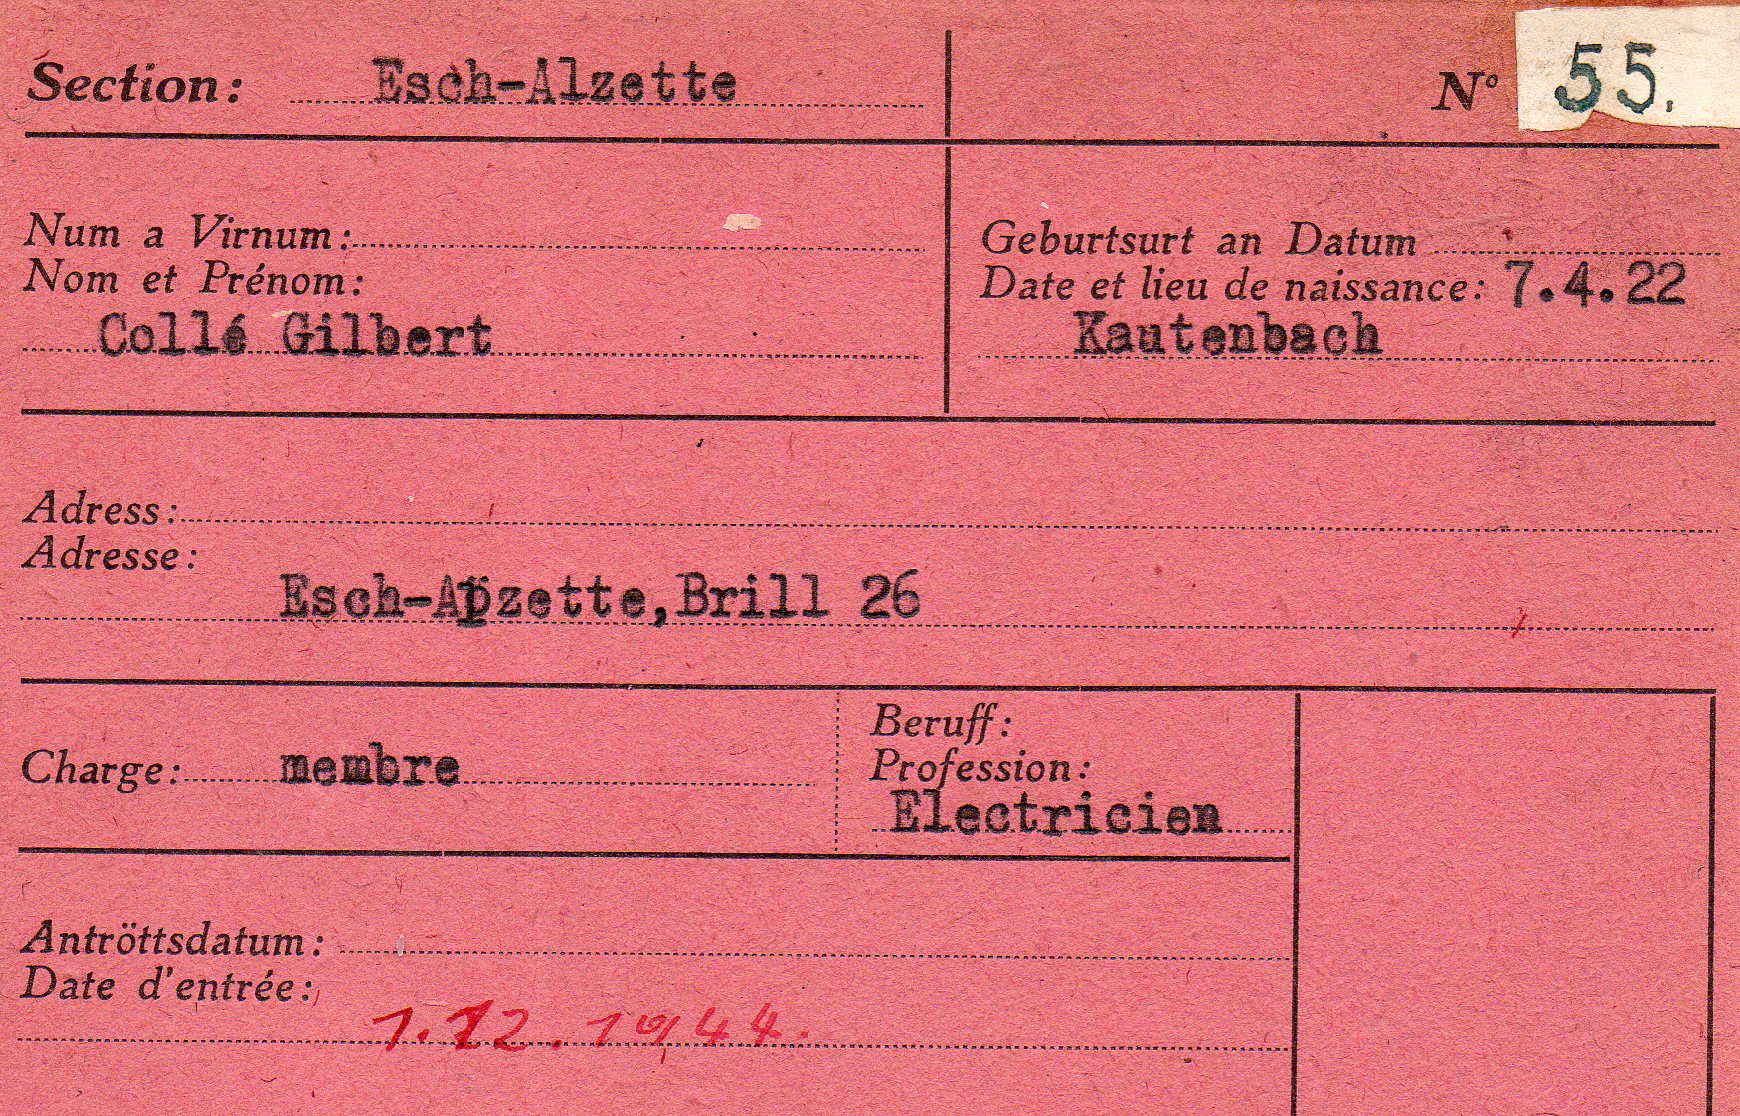 Section: Esch-Alzette N° 55.
Num a Virnum:
Nom et Prénom:
Collé Gilbert
Geburtsurt an Datum
Date et lieu de naissance: 7.4.22
Kautenbach
Adress:
Adresse:
Esch-Apzette,Brill 26
Charge: membre
Beruff:
Profession:
Electricien
Antröttsdatum:
Date d'entrée:
1.12.1944.